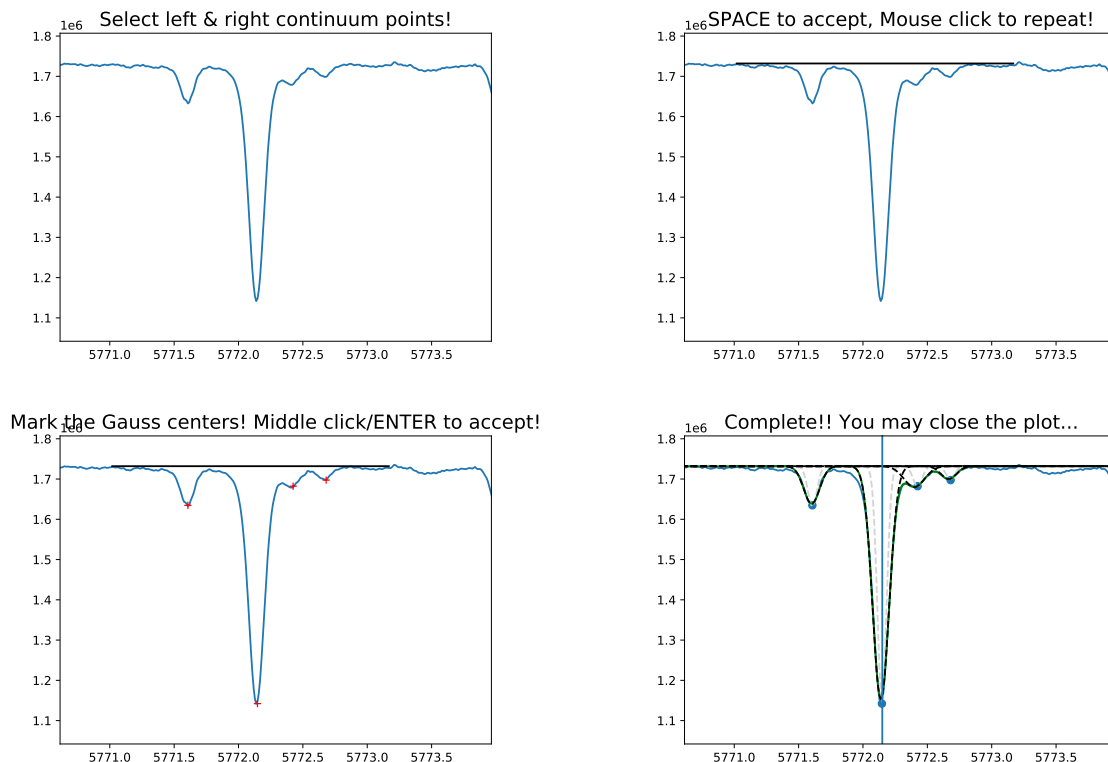 Select left & right continuum points!
1e6
1.8
1.7
1.6
1.5
1.4
1.3
1.2
1.1
5771.0 5771.5 5772.0 5772.5 5773.0 5773.5
SPACE to accept, Mouse click to repeat!
1e6
1.8
1.7
1.6
1.5
1.4
1.3
1.2
1.1
5771.0 5771.5 5772.0 5772.5 5773.0 5773.5
Mark the Gauss centers! Middle click/ENTER to accept!
1e6
1.8
1.7
1.6
1.5
1.4
1.3
1.2
1.1
5771.0 5771.5 5772.0 5772.5 5773.0 5773.5
Complete!! You may close the plot...
1e6
1.8
1.7
1.6
1.5
1.4
1.3
1.2
1.1
5771.0 5771.5 5772.0 5772.5 5773.0 5773.5